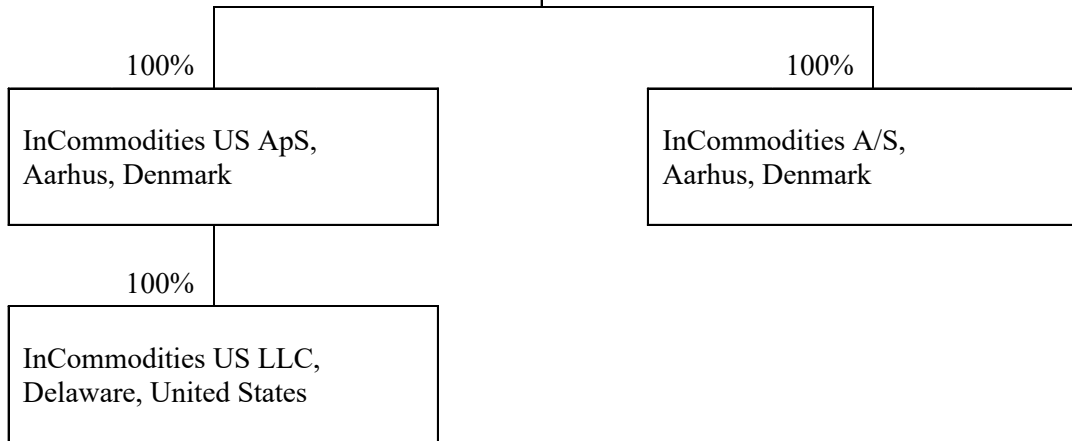 100%
100%
InCommodities US ApS,
Aarhus, Denmark
InCommodities A/S,
Aarhus, Denmark
100%
InCommodities US LLC,
Delaware, United States